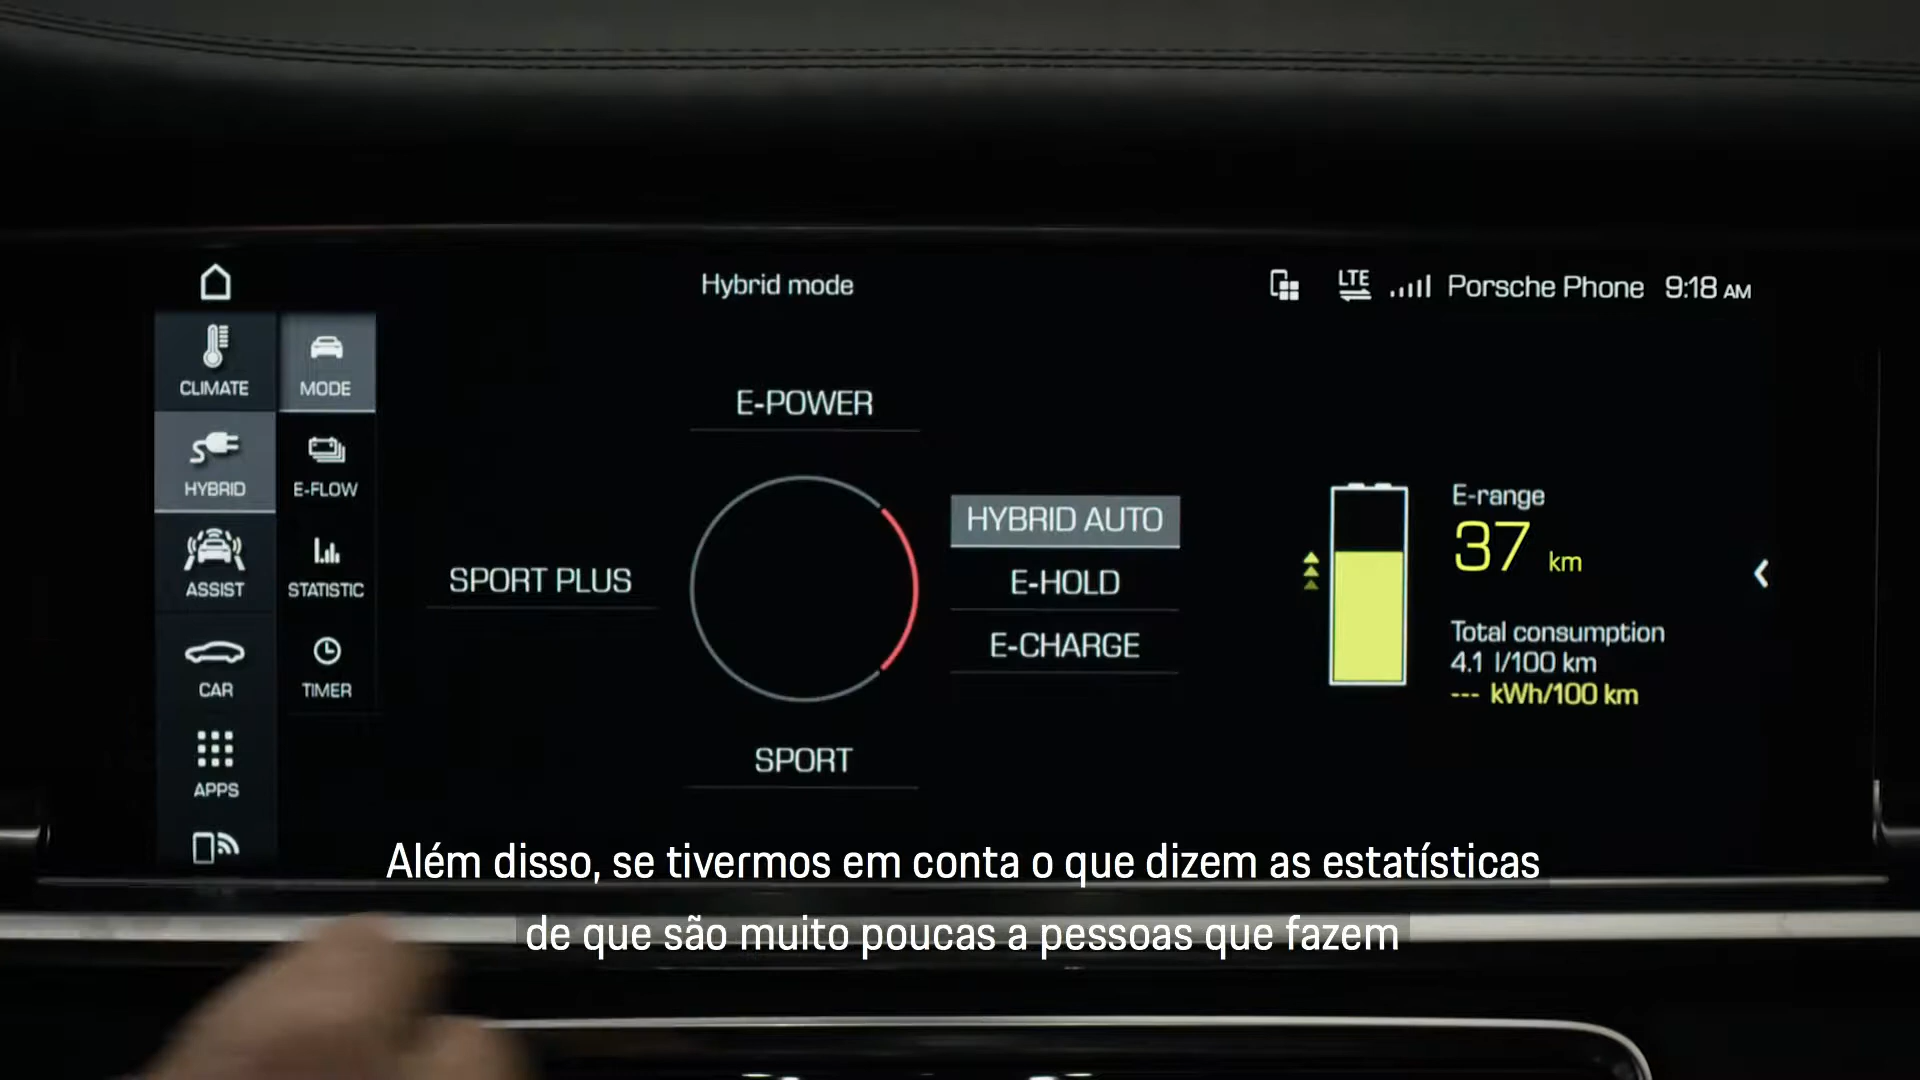 Hybrid mode
LTE
Porsche Phone 9:18 AM
CLIMATE
MODE
HYBRID
E-FLOW
ASSIST
STATISTIC
CAR
TIMER
APPS
E-POWER
SPORT PLUS
HYBRID AUTO
E-HOLD
E-CHARGE
SPORT
E-range
37 km
Total consumption
4.1 l/100 km
--- kWh/100 km
Além disso, se tivermos em conta o que dizem as estatísticas
de que são muito poucas a pessoas que fazem